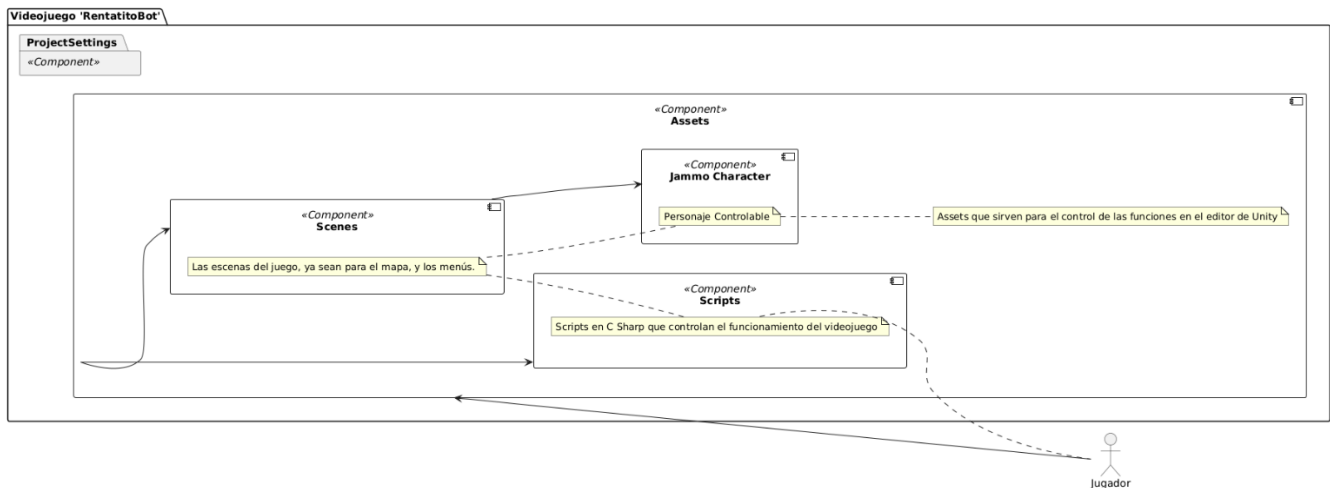 Videojuego 'RentatitoBot'
ProjectSettings
«Component»
«Component»
Assets
«Component»
Jammo Character
Personaje Controlable
Assets que sirven para el control de las funciones en el editor de Unity
«Component»
Scenes
Las escenas del juego, ya sean para el mapa, y los menús.
«Component»
Scripts
Scripts en C Sharp que controlan el funcionamiento del videojuego
Jugador